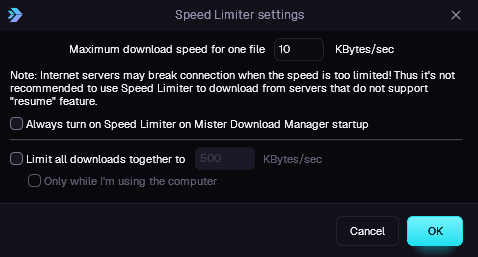 Speed Limiter settings
Maximum download speed for one file 10 KBytes/sec
Note: Internet servers may break connection when the speed is too limited! Thus it's not
recommended to use Speed Limiter to download from servers that do not support
"resume" feature.
Always turn on Speed Limiter on Mister Download Manager startup
Limit all downloads together to 500 KBytes/sec
Only while I'm using the computer
Cancel OK